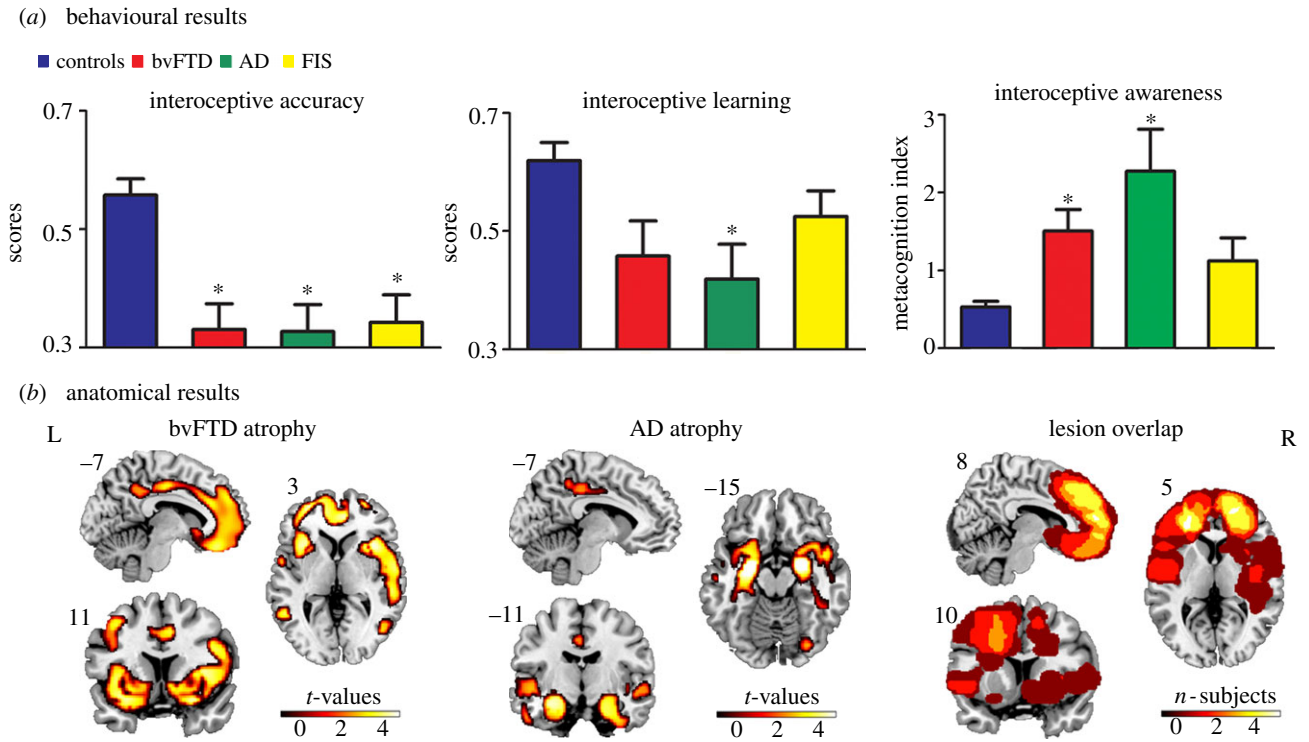 (a) behavioural results
controls bvFTD AD FIS
interoceptive accuracy
scores
0.7
0.5
0.3
* * *
interoceptive learning
scores
0.7
0.5
0.3
*
interoceptive awareness
metacognition index
3
2
1
0
* *
(b) anatomical results
L
bvFTD atrophy
–7
3
11
t-values
0 2 4
AD atrophy
–7
–15
–11
t-values
0 2 4
lesion overlap
R
8
5
10
n-subjects
0 2 4